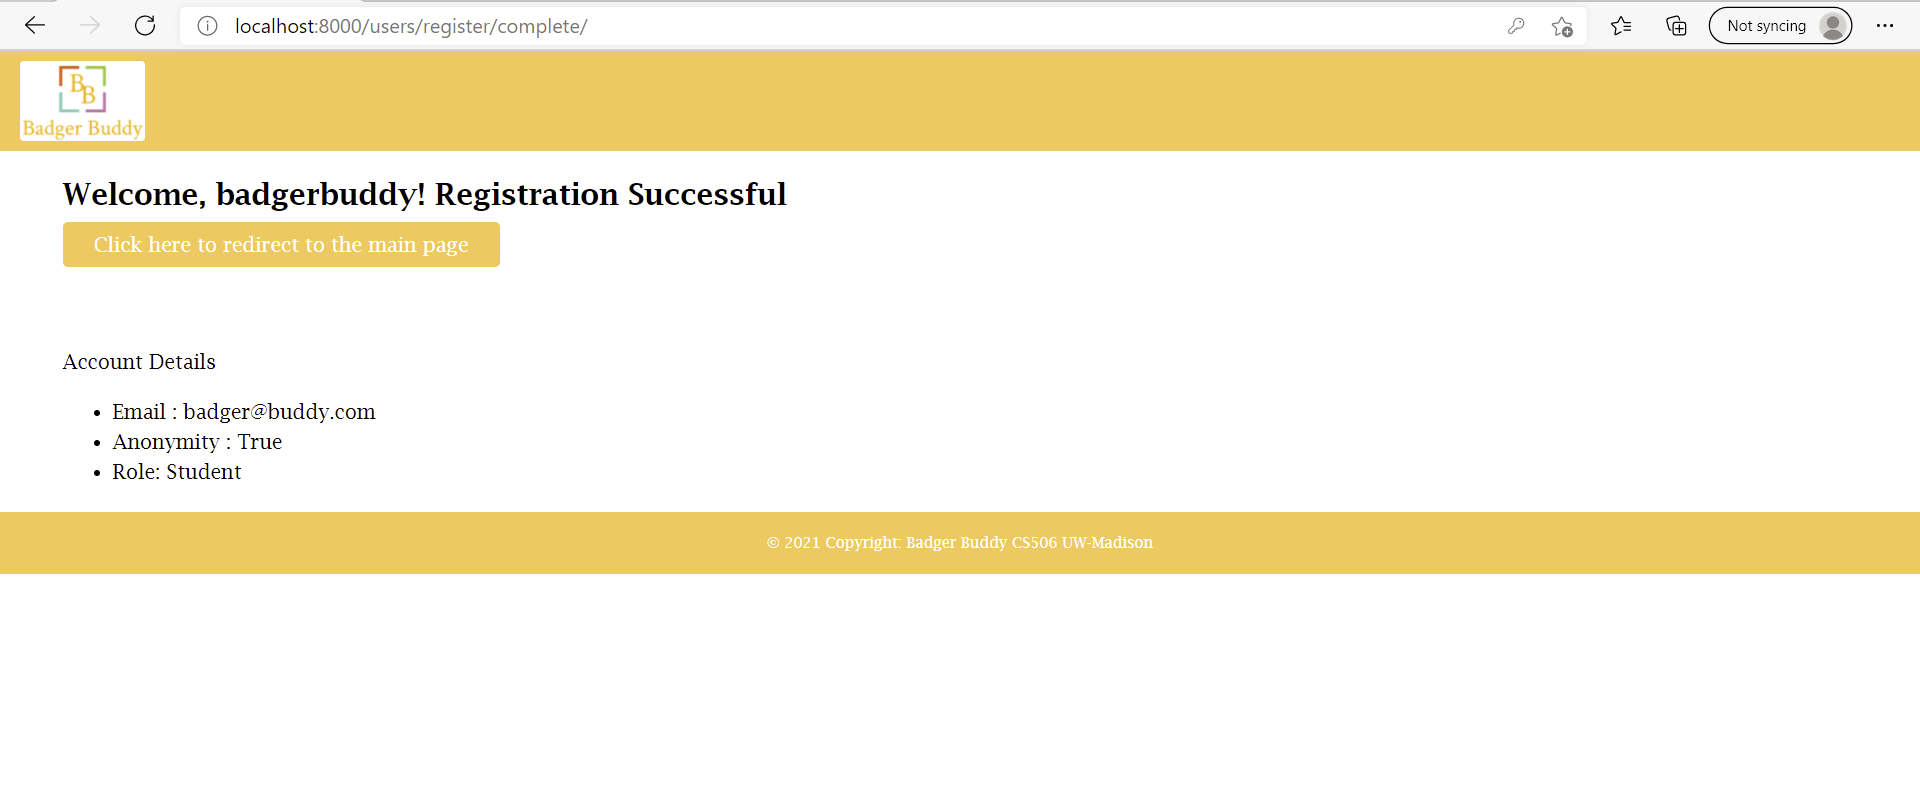 localhost:8000/users/register/complete/
Not syncing
B
B
Badger Buddy
Welcome, badgerbuddy! Registration Successful
Click here to redirect to the main page
Account Details
• Email : badger@buddy.com
• Anonymity : True
• Role: Student
© 2021 Copyright: Badger Buddy CS506 UW-Madison